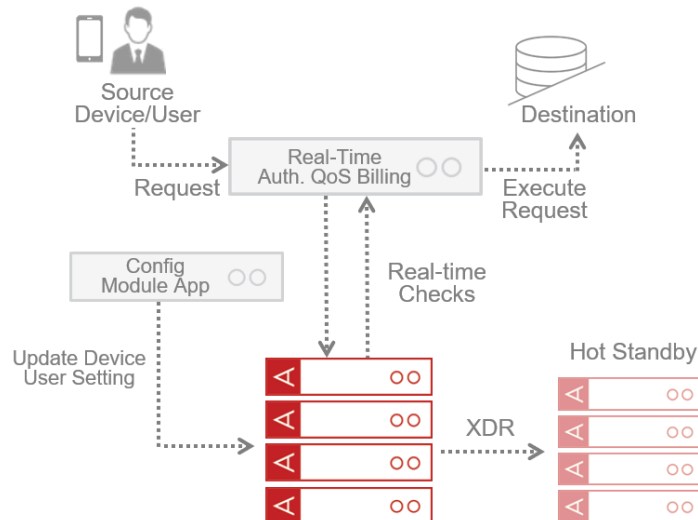 Source
Device/User
Destination
Real-Time
Auth. QoS Billing
Request
Execute
Request
Config
Module App
Real-time
Checks
Update Device
User Setting
Hot Standby
XDR